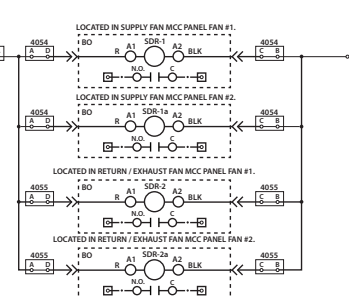 LOCATED IN SUPPLY FAN MCC PANEL FAN #1.
4054 BO SDR-1 4054
A D R A1 A2 BLK C B
N.O. C
LOCATED IN SUPPLY FAN MCC PANEL FAN #2.
4054 BO SDR-1a 4054
A D R A1 A2 BLK C B
N.O. C
LOCATED IN RETURN / EXHAUST FAN MCC PANEL FAN #1.
4055 BO SDR-2 4055
A D R A1 A2 BLK C B
N.O. C
LOCATED IN RETURN / EXHAUST FAN MCC PANEL FAN #2.
4055 BO SDR-2a 4055
A D R A1 A2 BLK C B
N.O. C